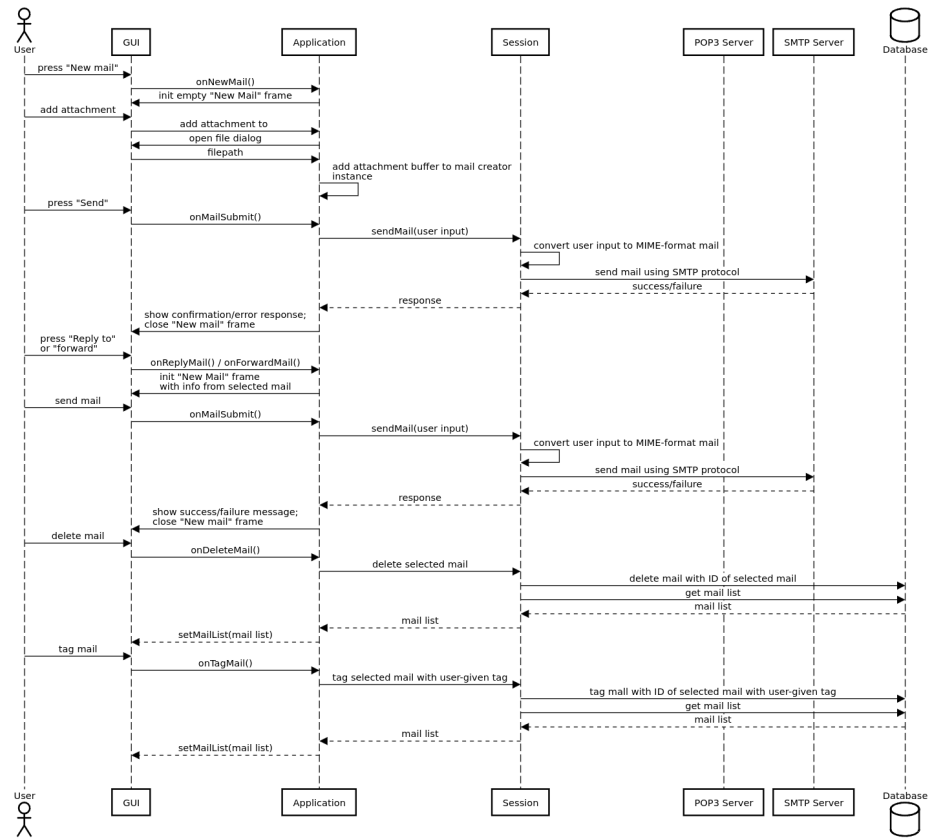 User
GUI
Application
Session
POP3 Server
SMTP Server
Database
press "New mail"
onNewMail()
init empty "New Mail" frame
add attachment
add attachment to
open file dialog
filepath
add attachment buffer to mail creator
instance
press "Send"
onMailSubmit()
sendMail(user input)
convert user input to MIME-format mail
send mail using SMTP protocol
success/failure
response
show confirmation/error response;
close "New mail" frame
press "Reply to"
or "forward"
onReplyMail() / onForwardMail()
init "New Mail" frame
with info from selected mail
send mail
onMailSubmit()
sendMail(user input)
convert user input to MIME-format mail
send mail using SMTP protocol
success/failure
response
show success/failure message;
close "New mail" frame
delete mail
onDeleteMail()
delete selected mail
delete mail with ID of selected mail
get mail list
mail list
mail list
setMailList(mail list)
tag mail
onTagMail()
tag selected mail with user-given tag
tag mall with ID of selected mail with user-given tag
get mail list
mail list
mail list
setMailList(mail list)
User
GUI
Application
Session
POP3 Server
SMTP Server
Database